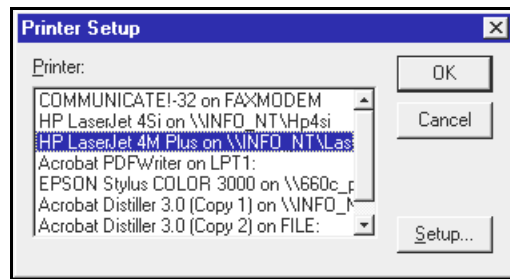 Printer Setup
Printer:
COMMUNICATE!-32 on FAXMODEM
HP LaserJet 4Si on \\INFO_NT\Hp4si
HP LaserJet 4M Plus on \\INFO_NT\Las
Acrobat PDFWriter on LPT1:
EPSON Stylus COLOR 3000 on \\660c_p
Acrobat Distiller 3.0 (Copy 1) on \\INFO_N
Acrobat Distiller 3.0 (Copy 2) on FILE:
OK
Cancel
Setup...